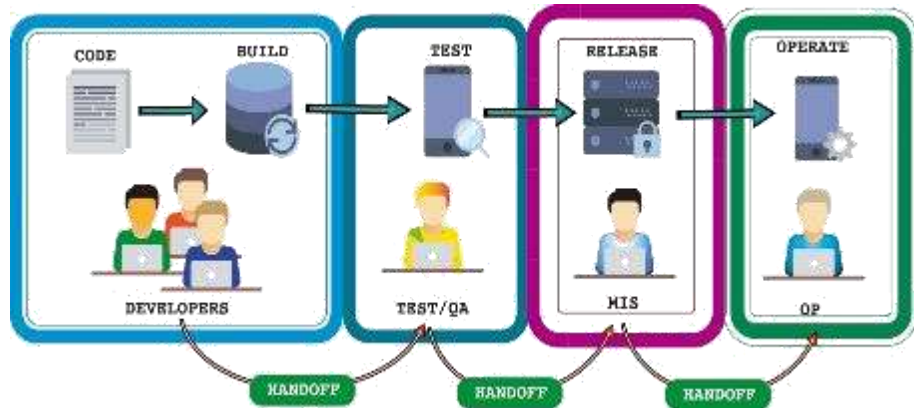 CODE
BUILD
TEST
RELEASE
OPERATE
DEVELOPERS
TEST/QA
MIS
OP
HANDOFF
HANDOFF
HANDOFF